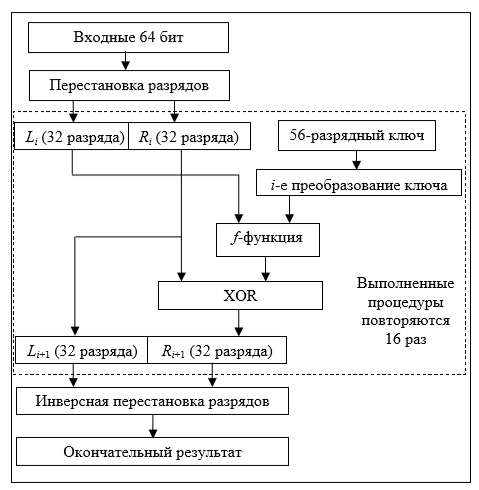 Входные 64 бит
Перестановка разрядов
Li (32 разряда) Ri (32 разряда)
56-разрядный ключ
i-е преобразование ключа
f-функция
XOR
Выполненные
процедуры
повторяются
16 раз
Li+1 (32 разряда) Ri+1 (32 разряда)
Инверсная перестановка разрядов
Окончательный результат